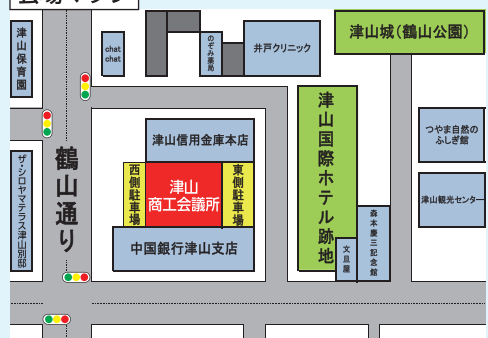 会場マップ
津山保育園
chat
chat
のぞみ薬局
井戸クリニック
津山城(鶴山公園)
鶴山通り
津山信用金庫本店
西側駐車場
津山
商工会議所
東側駐車場
中国銀行津山支店
津山国際ホテル跡地
つやま自然の
ふしぎ館
津山観光センター
ザ・シロヤマテラス津山別邸
文旦屋
森本慶三記念館